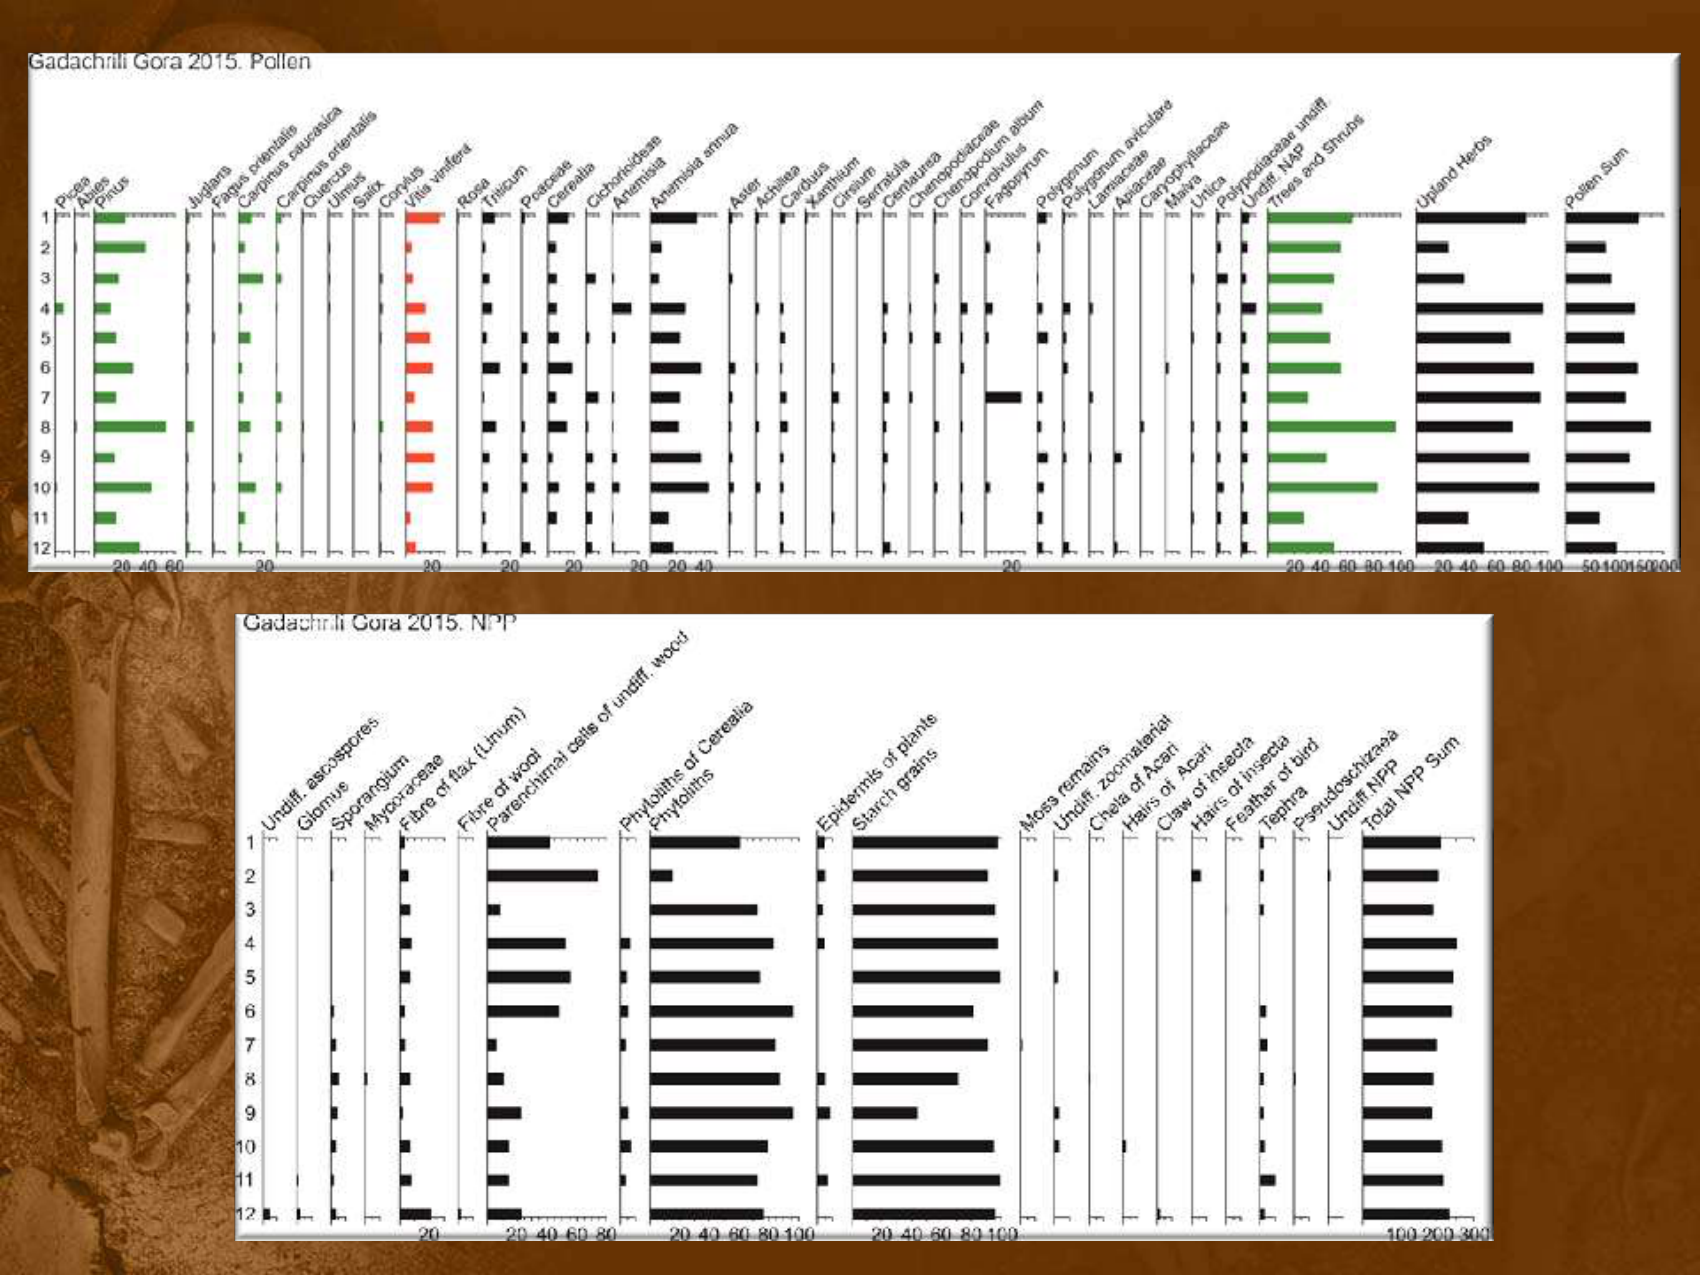 Gadachrili Gora 2015. Pollen
Picea
Abies
Pinus
Juglans
Fagus orientalis
Carpinus caucasica
Carpinus orientalis
Quercus
Ulmus
Salix
Corylus
Vitis vinifera
Rosa
Triticum
Poaceae
Cerealia
Cichorioideae
Artemisia
Artemisia annua
Aster
Achillea
Carduus
Xanthium
Cirsium
Serratula
Centaurea
Chenopodiaceae
Chenopodium album
Convolvulus
Fagopyrum
Polygonum
Polygonum aviculare
Lamiaceae
Apiaceae
Caryophyllaceae
Malva
Urtica
Polypodiaceae undiff.
Undiff. NAP
Trees and Shrubs
Upland Herbs
Pollen Sum
1
2
3
4
5
6
7
8
9
10
11
12
20 40 60 20 20 20 20 20 20 40 20 20 40 60 80 100 20 40 60 80 100 50 100 150 200
Gadachrili Gora 2015. NPP
Undiff. ascospores
Glomus
Sporangium
Myporaceae
Fibre of flax (Linum)
Fibre of wool
Parenchimal cells of undiff. wood
Phytoliths of Cerealia
Phytoliths
Epidermis of plants
Starch grains
Moss remains
Undiff. zoomaterial
Chela of Acari
Hairs of Acari
Claw of insecta
Hairs of insecta
Feather of bird
Tephra
Pseudoschizaea
Undiff NPP
Total NPP Sum
1
2
3
4
5
6
7
8
9
10
11
12
20 20 40 60 80 20 40 60 80 100 20 40 60 80 100 100 200 300